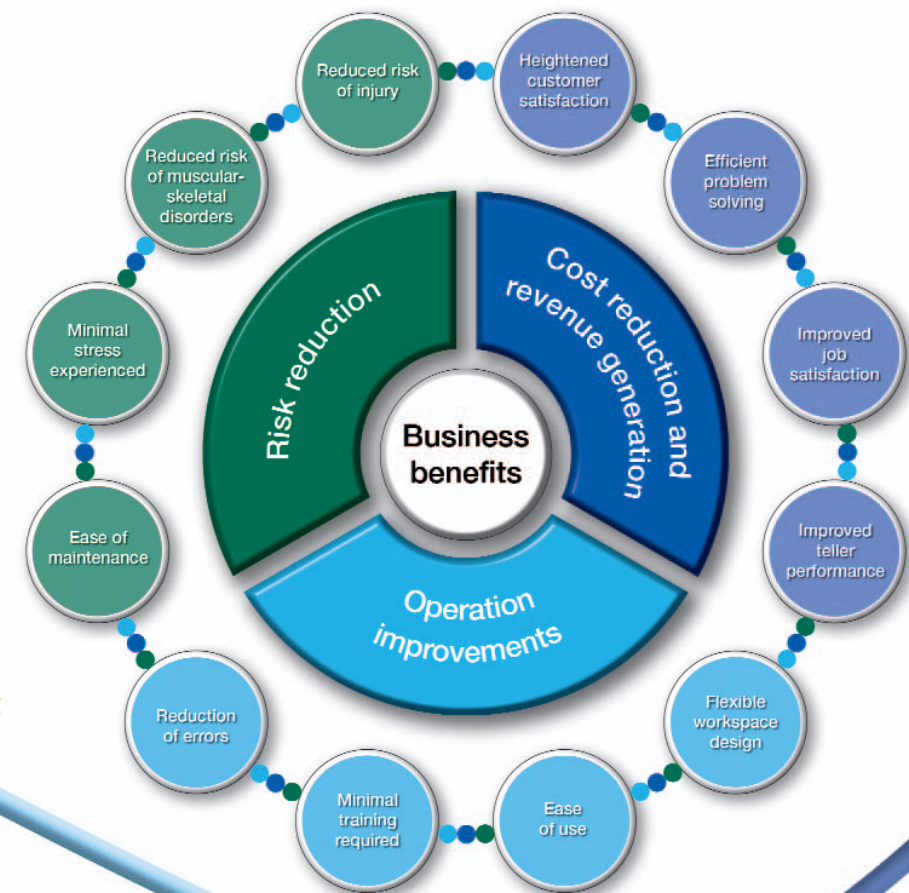 Business
benefits
Risk reduction
Cost reduction and
revenue generation
Operation
improvements
Heightened
customer
satisfaction
Efficient
problem
solving
Improved
job
satisfaction
Improved
teller
performance
Flexible
workspace
design
Ease
of use
Minimal
training
required
Reduction
of errors
Ease of
maintenance
Minimal
stress
experienced
Reduced risk
of muscular-
skeletal
disorders
Reduced risk
of injury